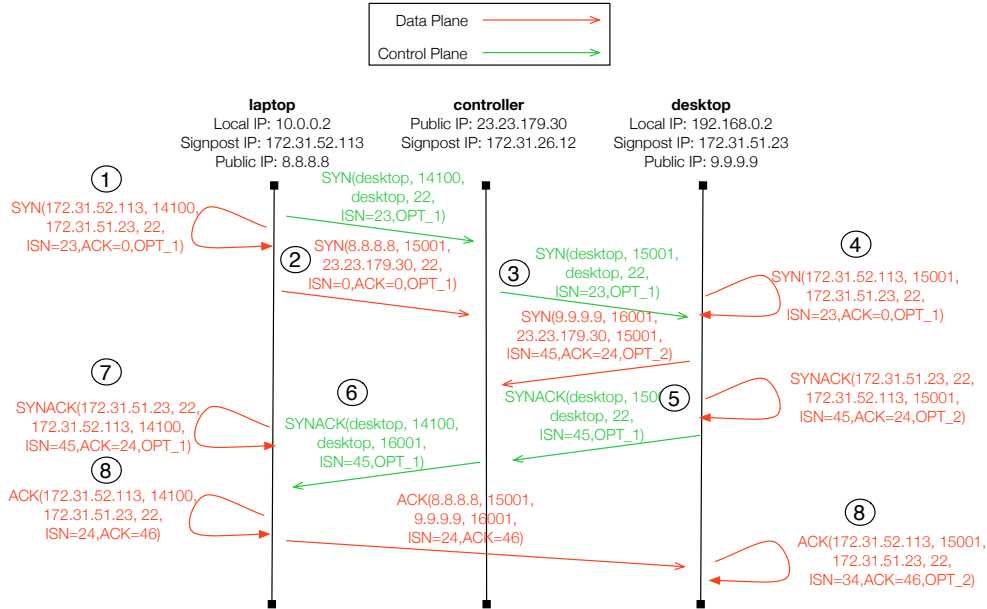 Data Plane
Control Plane
laptop
Local IP: 10.0.0.2
Signpost IP: 172.31.52.113
Public IP: 8.8.8.8
controller
Public IP: 23.23.179.30
Signpost IP: 172.31.26.12
desktop
Local IP: 192.168.0.2
Signpost IP: 172.31.51.23
Public IP: 9.9.9.9
1
SYN(172.31.52.113, 14100,
172.31.51.23, 22,
ISN=23,ACK=0,OPT_1)
SYN(desktop, 14100,
desktop, 22,
ISN=23,OPT_1)
2
SYN(8.8.8.8, 15001,
23.23.179.30, 22,
ISN=0,ACK=0,OPT_1)
3
SYN(desktop, 15001,
desktop, 22,
ISN=23,OPT_1)
4
SYN(172.31.52.113, 15001,
172.31.51.23, 22,
ISN=23,ACK=0,OPT_1)
SYN(9.9.9.9, 16001,
23.23.179.30, 15001,
ISN=45,ACK=24,OPT_2)
5
SYNACK(172.31.51.23, 22,
172.31.52.113, 15001,
ISN=45,ACK=24,OPT_2)
SYNACK(desktop,
desktop, 22,
ISN=45,OPT_1)
6
SYNACK(desktop, 14100,
desktop, 16001,
ISN=45,OPT_1)
7
SYNACK(172.31.51.23, 22,
172.31.52.113, 14100,
ISN=45,ACK=24,OPT_1)
8
ACK(172.31.52.113, 14100,
172.31.51.23, 22,
ISN=24,ACK=46)
ACK(8.8.8.8, 15001,
9.9.9.9, 16001,
ISN=24,ACK=46)
8
ACK(172.31.52.113, 15001,
172.31.51.23, 22,
ISN=34,ACK=46,OPT_2)